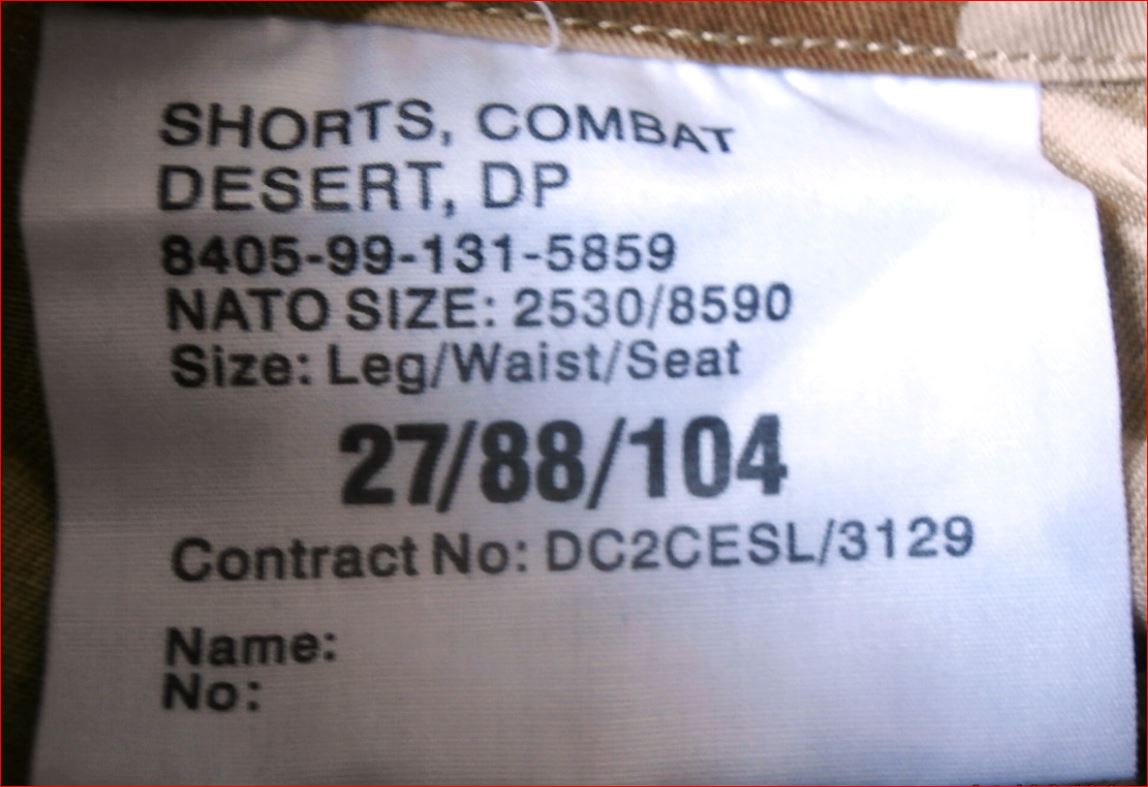 SHORTS, COMBAT
DESERT, DP
8405-99-131-5859
NATO SIZE: 2530/8590
Size: Leg/Waist/Seat
27/88/104
Contract No: DC2CESL/3129
Name:
No: